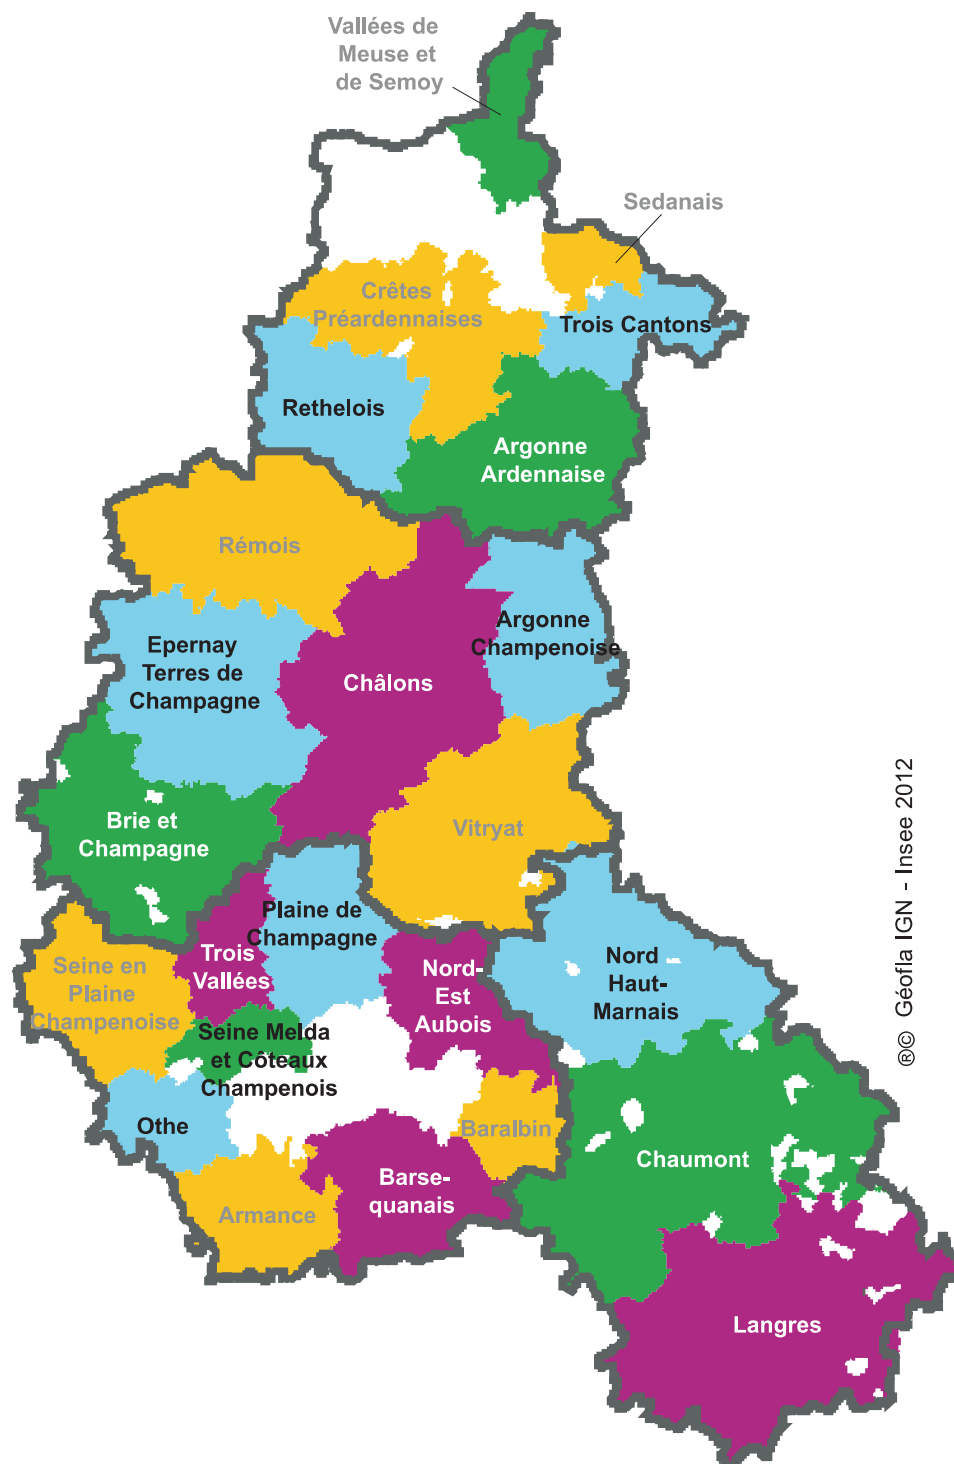 Vallées de
Meuse et
de Semoy
Sedanais
Crêtes
Préardennaises
Trois Cantons
Rethelois
Argonne
Ardennaise
Rémois
Argonne
Champenoise
Epernay
Terres de
Champagne
Châlons
Brie et
Champagne
Vitryat
®© Géofla IGN - Insee 2012
Plaine de
Champagne
Trois
Vallées
Seine en
Plaine
Champenoise
Nord-
Est
Aubois
Nord
Haut-
Marnais
Seine Melda
et Côteaux
Champenois
Othe
Baralbin
Chaumont
Barse-
quanais
Armance
Langres